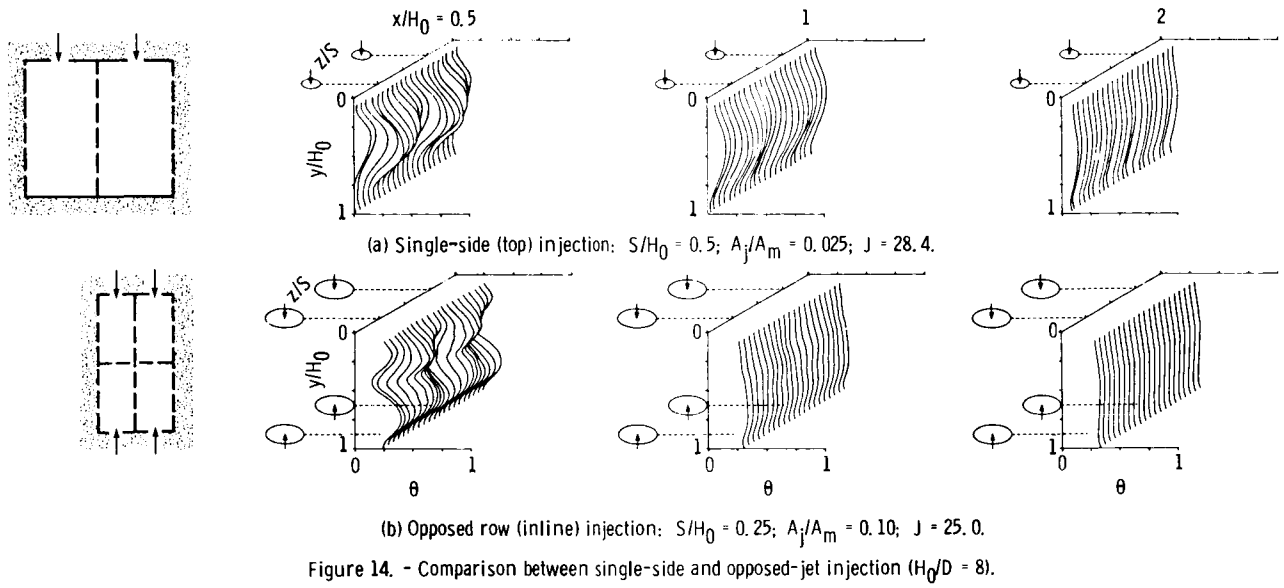 x/H0 = 0.5
1
2
z/S
0
0
0
y/H0
1
1
1
(a) Single-side (top) injection: S/H0 = 0.5; Aj/Am = 0.025; J = 28.4.
z/S
0
0
0
y/H0
1
1
1
0 1
0 1
0 1
θ
θ
θ
(b) Opposed row (inline) injection: S/H0 = 0.25; Aj/Am = 0.10; J = 25.0.
Figure 14. - Comparison between single-side and opposed-jet injection (H0/D = 8).